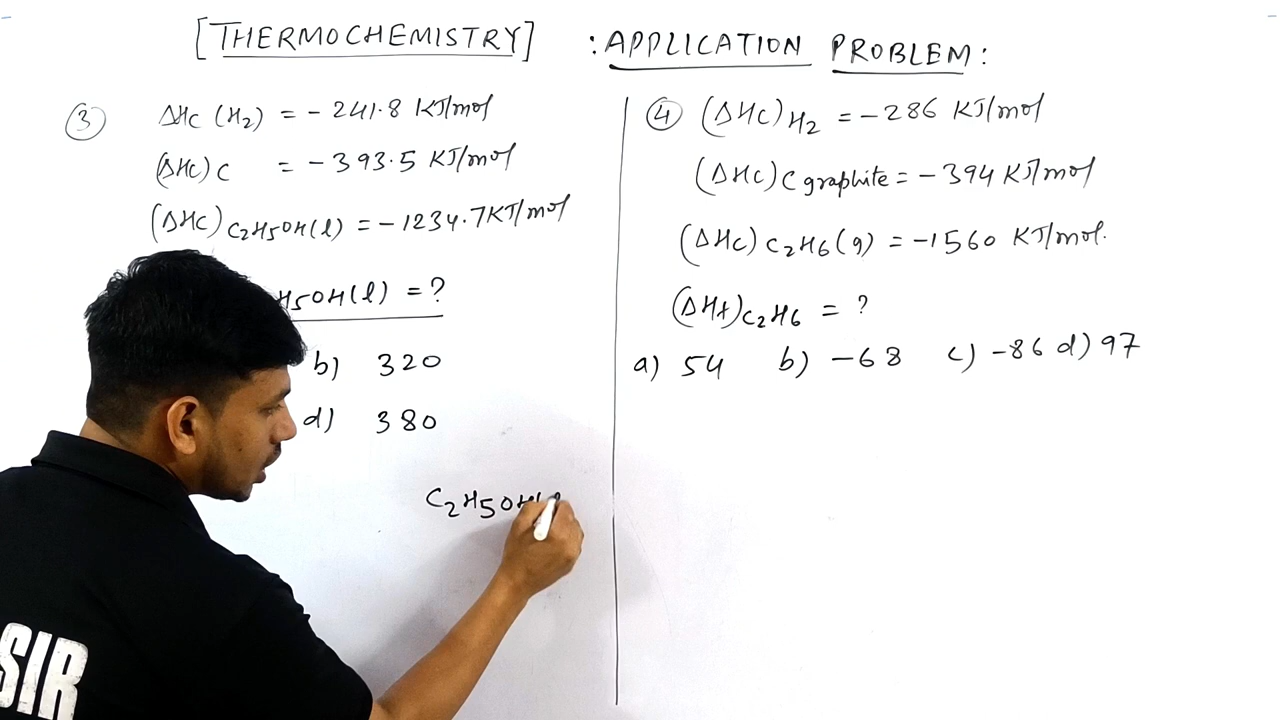 [THERMOCHEMISTRY] : APPLICATION PROBLEM :
③ ΔHc (H2) = - 241.8 KJ/mol
(ΔHc) C = - 393.5 KJ/mol
(ΔHc) C2H5OH(l) = - 1234.7 KJ/mol
H5OH(l) = ?
b) 320
d) 380
C2H5OH(
④ (ΔHc) H2 = - 286 KJ/mol
(ΔHc) C graphite = - 394 KJ/mol
(ΔHc) C2H6 (g) = -1560 KJ/mol.
(ΔHf) C2H6 = ?
a) 54 b) -68 c) -86 d) 97
SIR